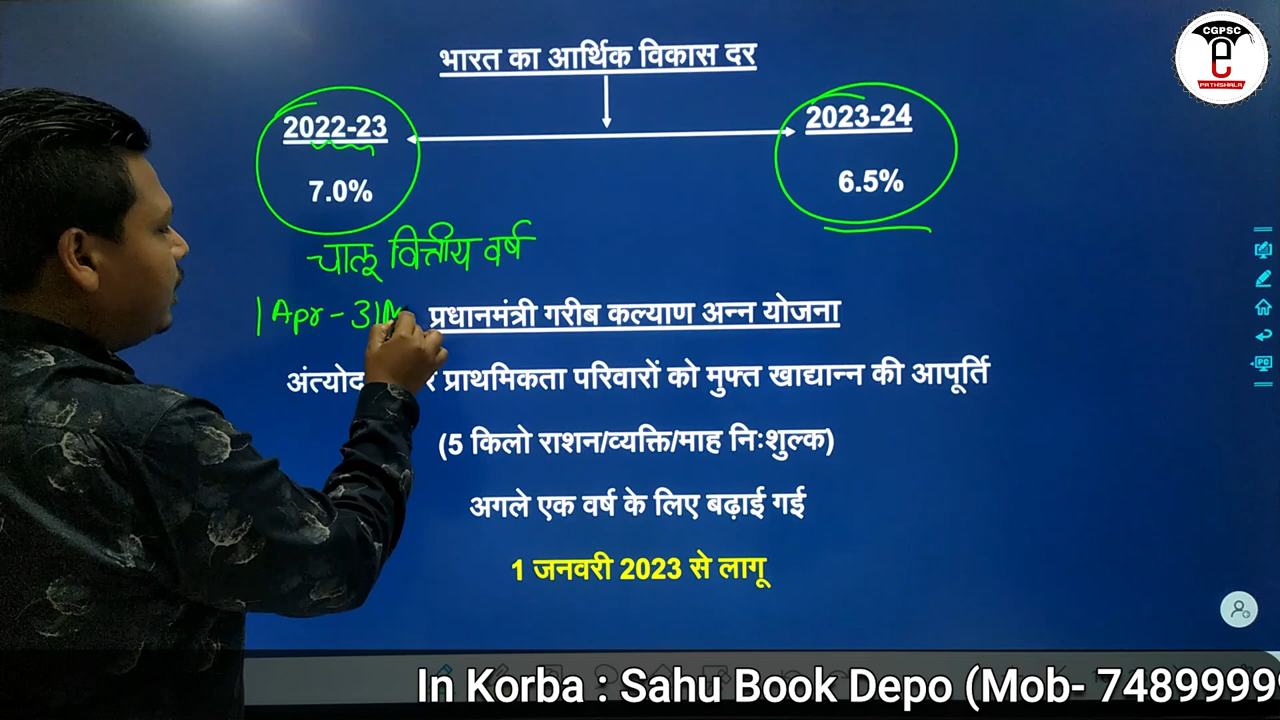 CGPSC
e
PATHSHALA
भारत का आर्थिक विकास दर
2022-23
2023-24
7.0%
6.5%
चालू वित्तीय वर्ष
1 Apr - 31
प्रधानमंत्री गरीब कल्याण अन्न योजना
प्राथमिकता परिवारों को मुफ्त खाद्यान्न की आपूर्ति
(5 किलो राशन/व्यक्ति/माह निःशुल्क)
अगले एक वर्ष के लिए बढ़ाई गई
1 जनवरी 2023 से लागू
PC
In Korba : Sahu Book Depo (Mob- 7489999